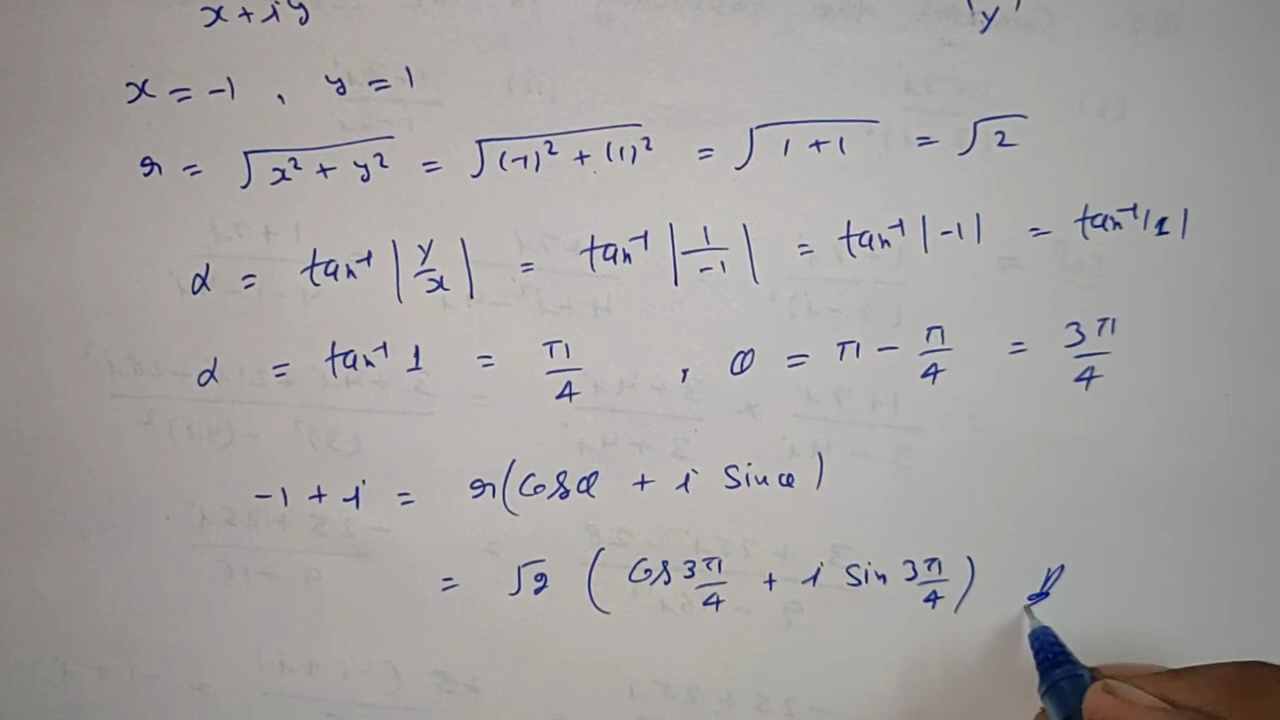 x + iy 'y'
x = -1 , y = 1
r = √(x² + y²) = √((-1)² + (1)²) = √(1 + 1) = √2
α = tan⁻¹ |y/x| = tan⁻¹ |1/-1| = tan⁻¹ |-1| = tan⁻¹ |1|
α = tan⁻¹ 1 = π/4 , θ = π - π/4 = 3π/4
-1 + i = r(Cosθ + i Sinθ)
= √2 (Cos 3π/4 + i Sin 3π/4)